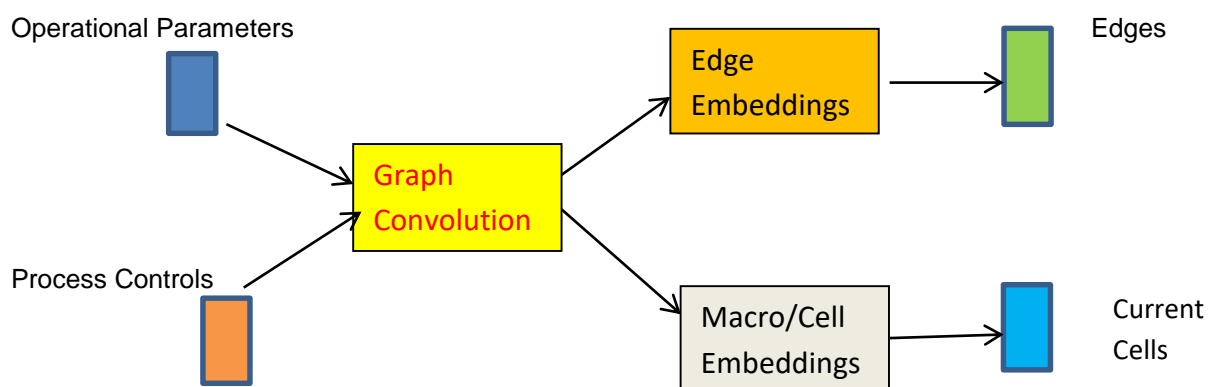 Operational Parameters
Edges
Edge
Embeddings
Graph
Convolution
Process Controls
Macro/Cell
Embeddings
Current
Cells